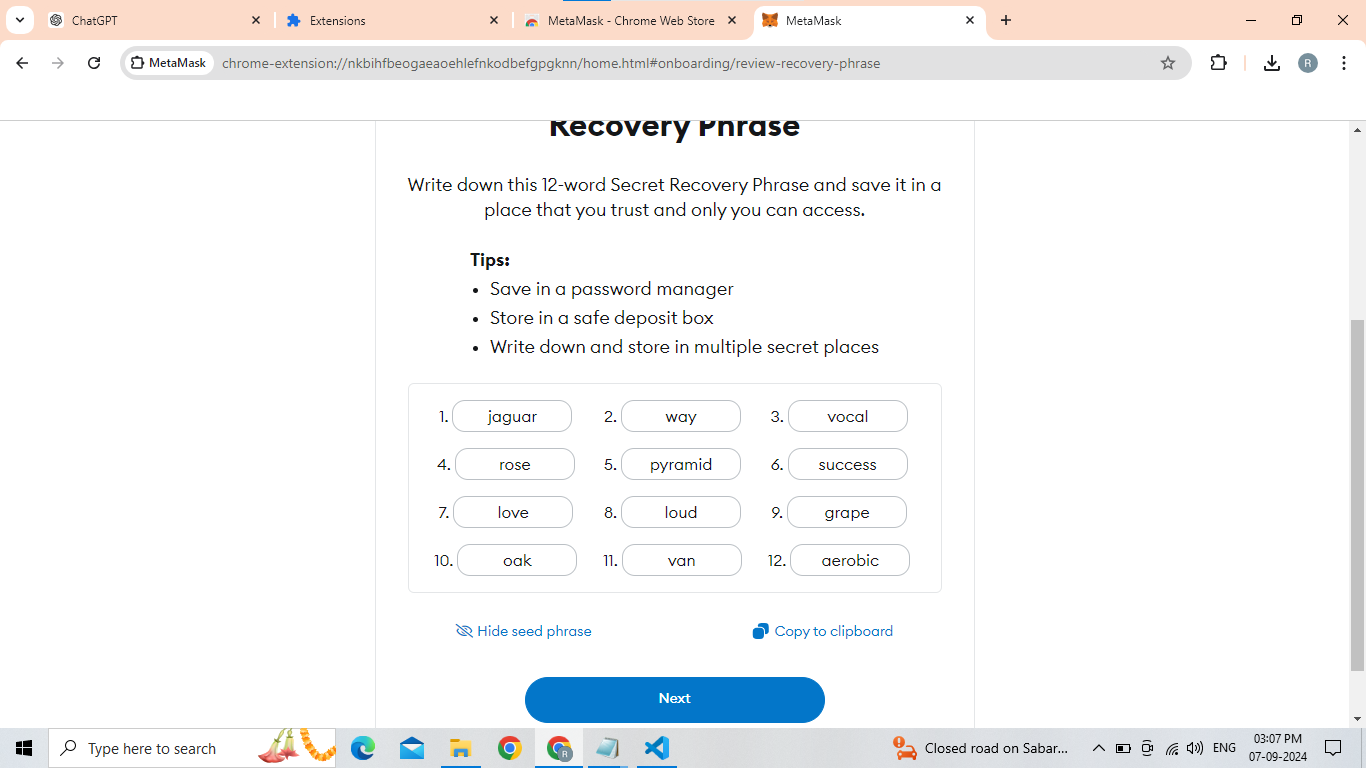 ChatGPT
Extensions
MetaMask - Chrome Web Store
MetaMask
MetaMask
chrome-extension://nkbihfbeogaeaoehlefnkodbefgpgknn/home.html#onboarding/review-recovery-phrase
R
Recovery Phrase
Write down this 12-word Secret Recovery Phrase and save it in a
place that you trust and only you can access.
Tips:
• Save in a password manager
• Store in a safe deposit box
• Write down and store in multiple secret places
1. jaguar 2. way 3. vocal
4. rose 5. pyramid 6. success
7. love 8. loud 9. grape
10. oak 11. van 12. aerobic
Hide seed phrase Copy to clipboard
Next
Type here to search
R
Closed road on Sabar...
ENG
03:07 PM
07-09-2024